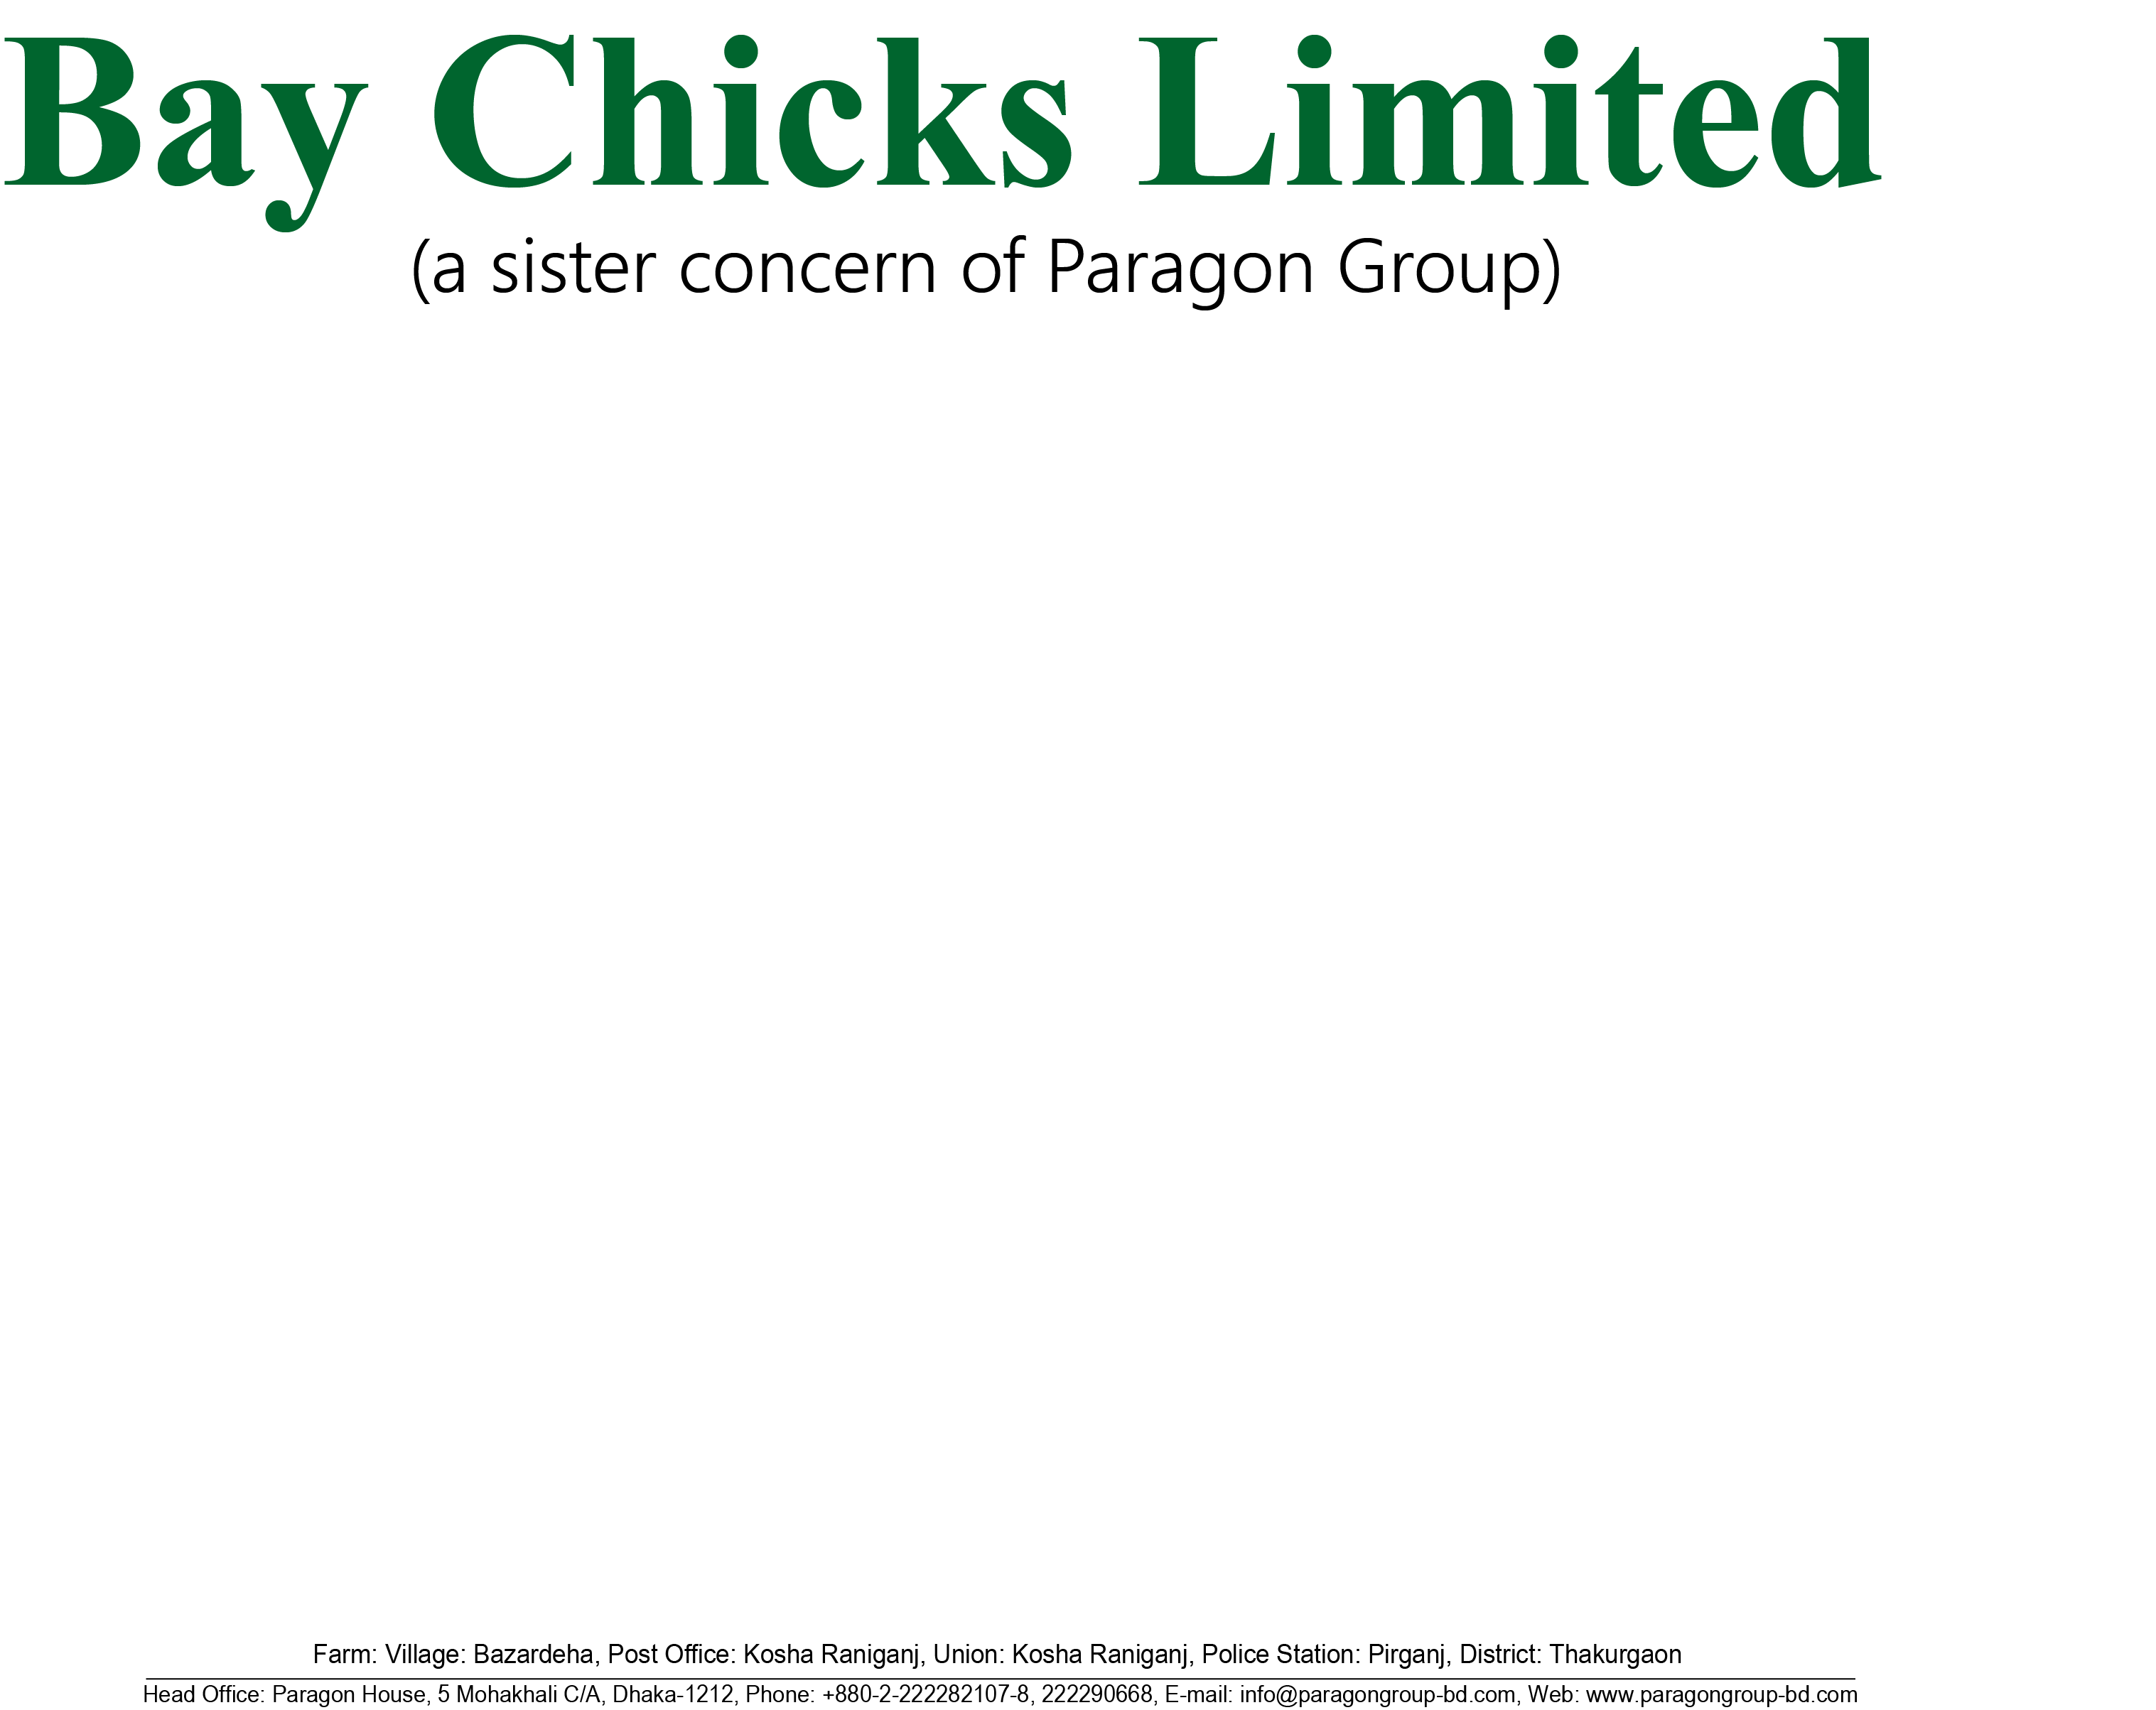 Bay Chicks Limited
(a sister concern of Paragon Group)
Farm: Village: Bazardeha, Post Office: Kosha Raniganj, Union: Kosha Raniganj, Police Station: Pirganj, District: Thakurgaon
Head Office: Paragon House, 5 Mohakhali C/A, Dhaka-1212, Phone: +880-2-222282107-8, 222290668, E-mail: info@paragongroup-bd.com, Web: www.paragongroup-bd.com